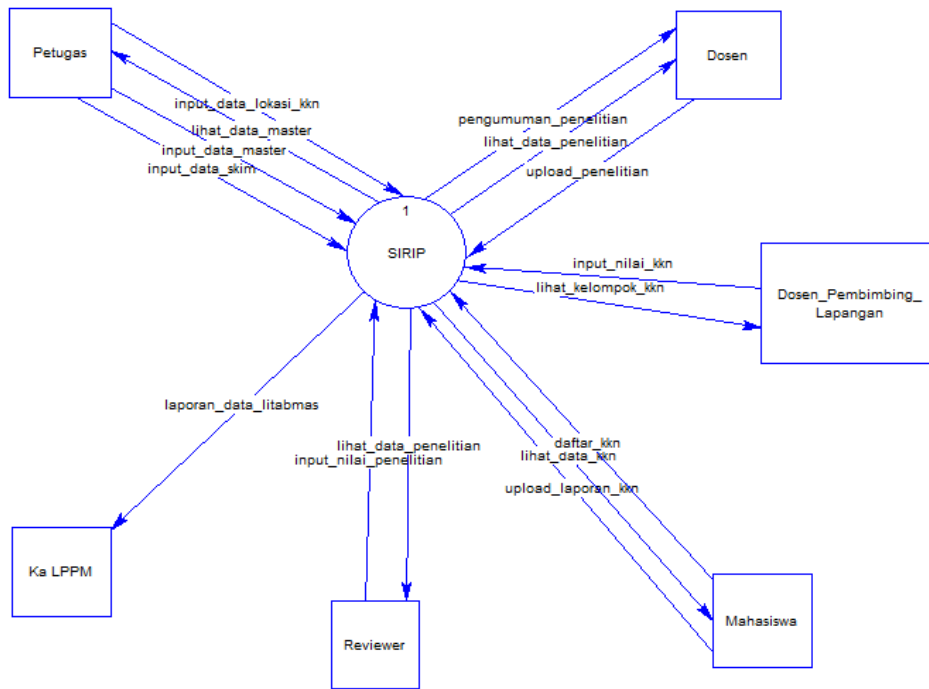 Petugas
Dosen
input_data_lokasi_kkn
lihat_data_master
input_data_master
input_data_skim
pengumuman_penelitian
lihat_data_penelitian
upload_penelitian
1
SIRIP
input_nilai_kkn
lihat_kelompok_kkn
Dosen_Pembimbing_
Lapangan
laporan_data_litabmas
lihat_data_penelitian
input_nilai_penelitian
daftar_kkn
lihat_data_kkn
upload_laporan_kkn
Ka LPPM
Reviewer
Mahasiswa